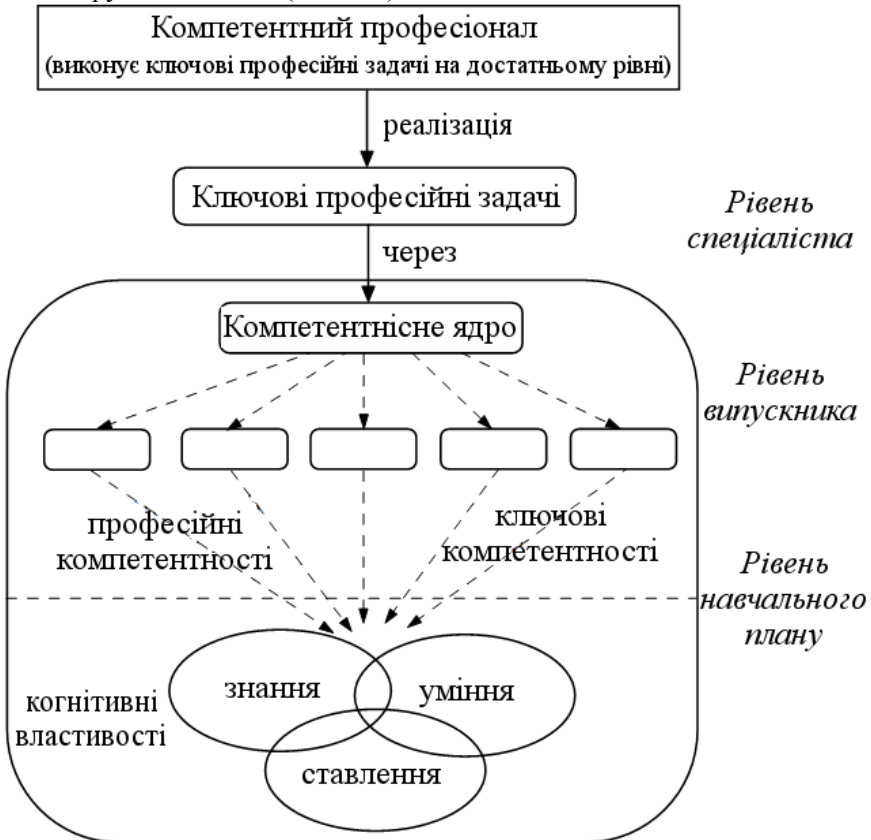 Компетентний професіонал
(виконує ключові професійні задачі на достатньому рівні)
реалізація
Ключові професійні задачі
Рівень
спеціаліста
через
Компетентнісне ядро
Рівень
випускника
професійні
компетентності
ключові
компетентності
Рівень
навчального
плану
знання
уміння
когнітивні
властивості
ставлення